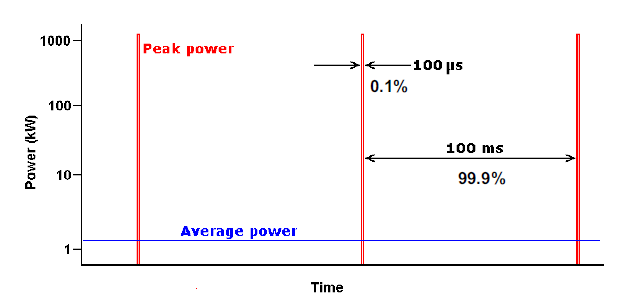 1000
Peak power
100 µs
0.1%
100
100 ms
10
99.9%
Average power
1
Power (kW)
Time